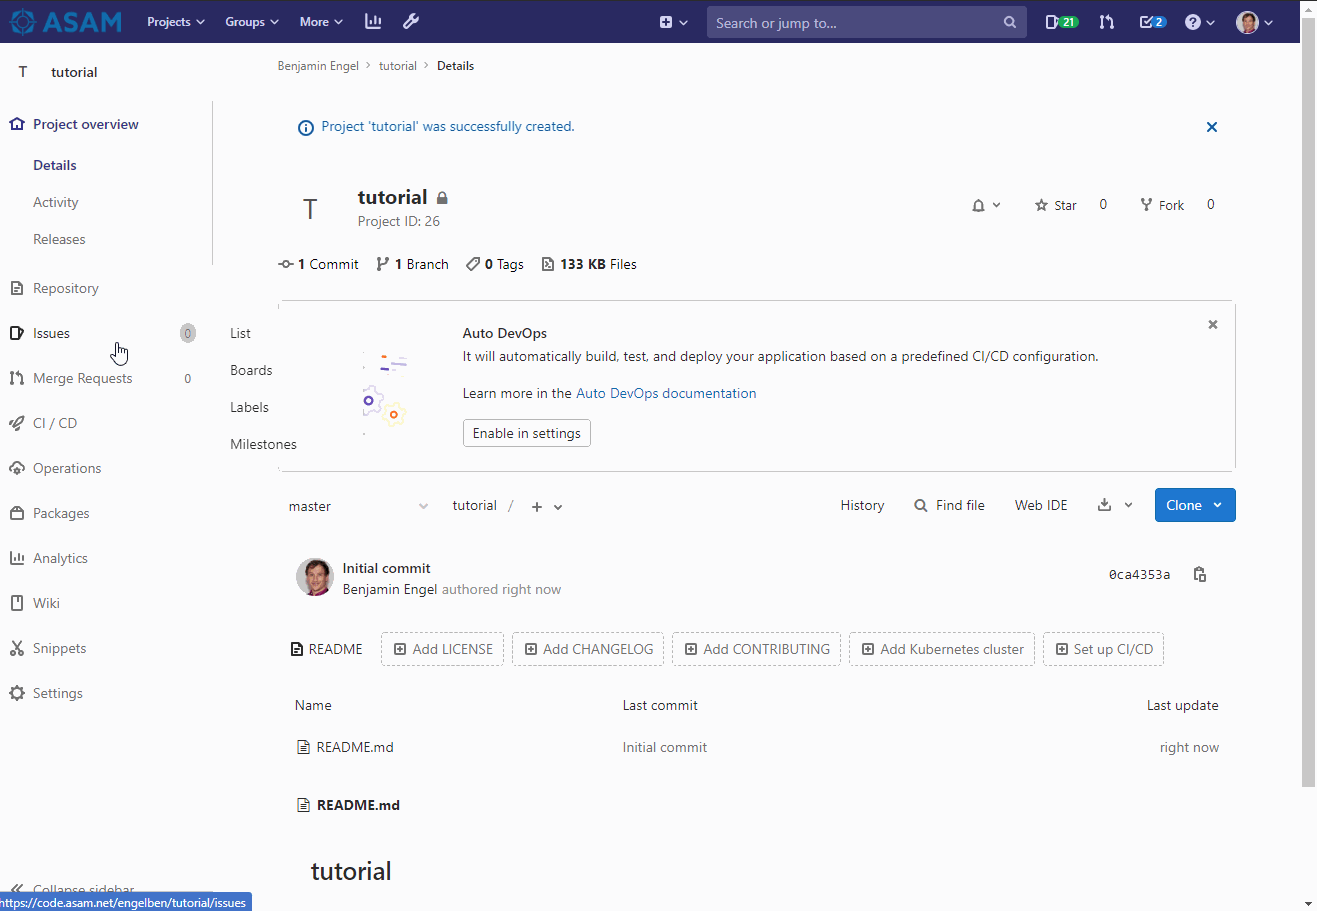 ASAM Projects Groups More Search or jump to... 21 2 ?
T tutorial
Benjamin Engel > tutorial > Details
Project overview
Details
Activity
Releases
Repository
Issues 0
Merge Requests 0
CI / CD
Operations
Packages
Analytics
Wiki
Snippets
Settings
Collapse sidebar
https://code.asam.net/engelben/tutorial/issues
List
Boards
Labels
Milestones
Project 'tutorial' was successfully created.
T
tutorial
Project ID: 26
Star 0 Fork 0
1 Commit 1 Branch 0 Tags 133 KB Files
Auto DevOps
It will automatically build, test, and deploy your application based on a predefined CI/CD configuration.
Learn more in the Auto DevOps documentation
Enable in settings
master tutorial / + History Find file Web IDE Clone
Initial commit
Benjamin Engel authored right now
0ca4353a
README Add LICENSE Add CHANGELOG Add CONTRIBUTING Add Kubernetes cluster Set up CI/CD
Name Last commit Last update
README.md Initial commit right now
README.md
tutorial